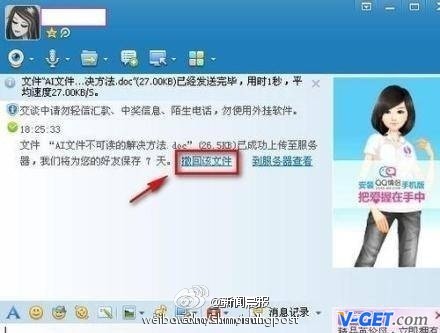 文件“AI文件...决方法.doc”(27.00KB)已经发送完毕，用时1秒，平
均速度27.00KB/S。
交谈中请勿轻信汇款、中奖信息、陌生电话，勿使用外挂软件。
18:25:33
文件 “AI文件不可读的解决方法.doc” (26.5KB)已成功上传至服务
器，我们将为您的好友保存 7 天。 撤回该文件 到服务器查看
安装 QQ情侣 手机版
把爱握在手中
消息记录
@新闻晨报
V-GET.com